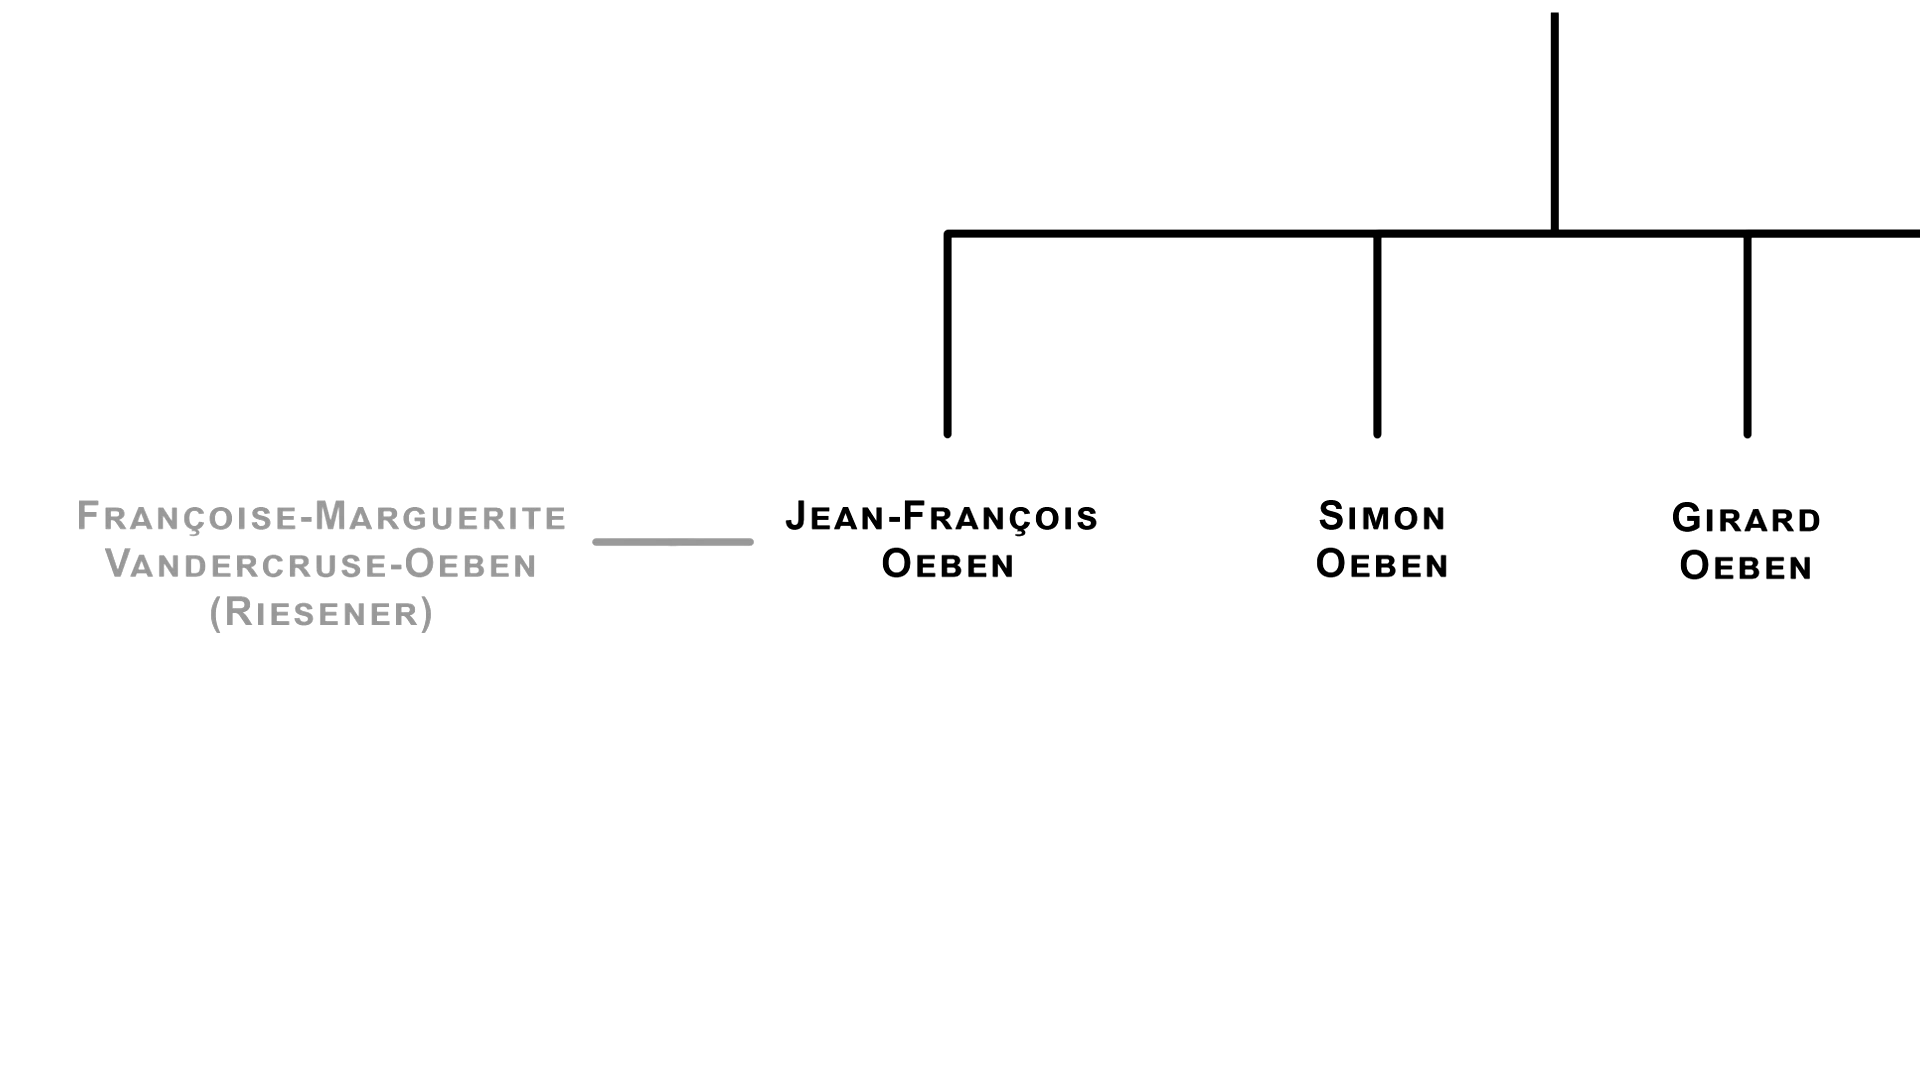 Françoise-Marguerite
Vandercruse-Oeben
(Riesener)
Jean-François
Oeben
Simon
Oeben
Girard
Oeben